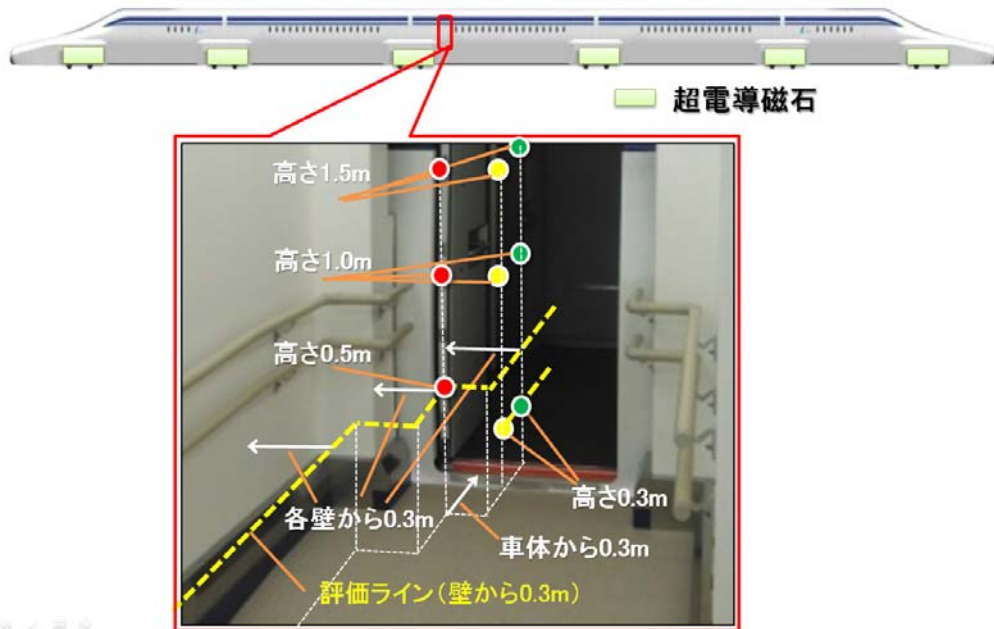 超電導磁石
高さ1.5m
高さ1.0m
高さ0.5m
高さ0.3m
各壁から0.3m
車体から0.3m
評価ライン(壁から0.3m)